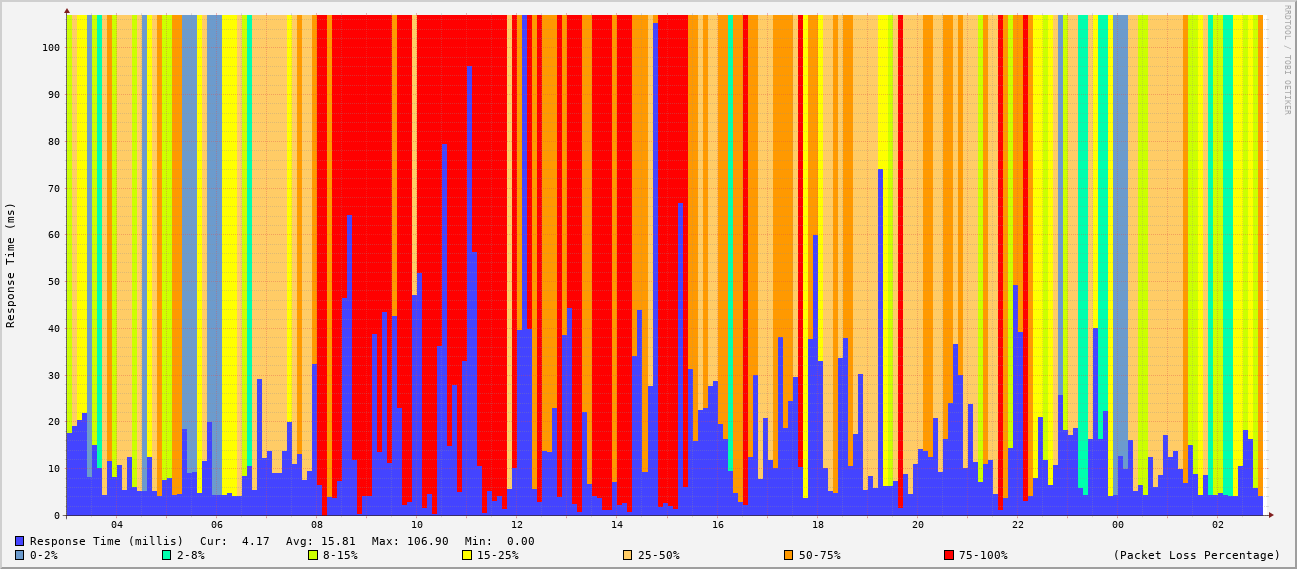 RRDTOOL / TOBI OETIKER
Response Time (ms)
100
90
80
70
60
50
40
30
20
10
0
04 06 08 10 12 14 16 18 20 22 00 02
Response Time (millis) Cur: 4.17 Avg: 15.81 Max: 106.90 Min: 0.00
0-2% 2-8% 8-15% 15-25% 25-50% 50-75% 75-100% (Packet Loss Percentage)